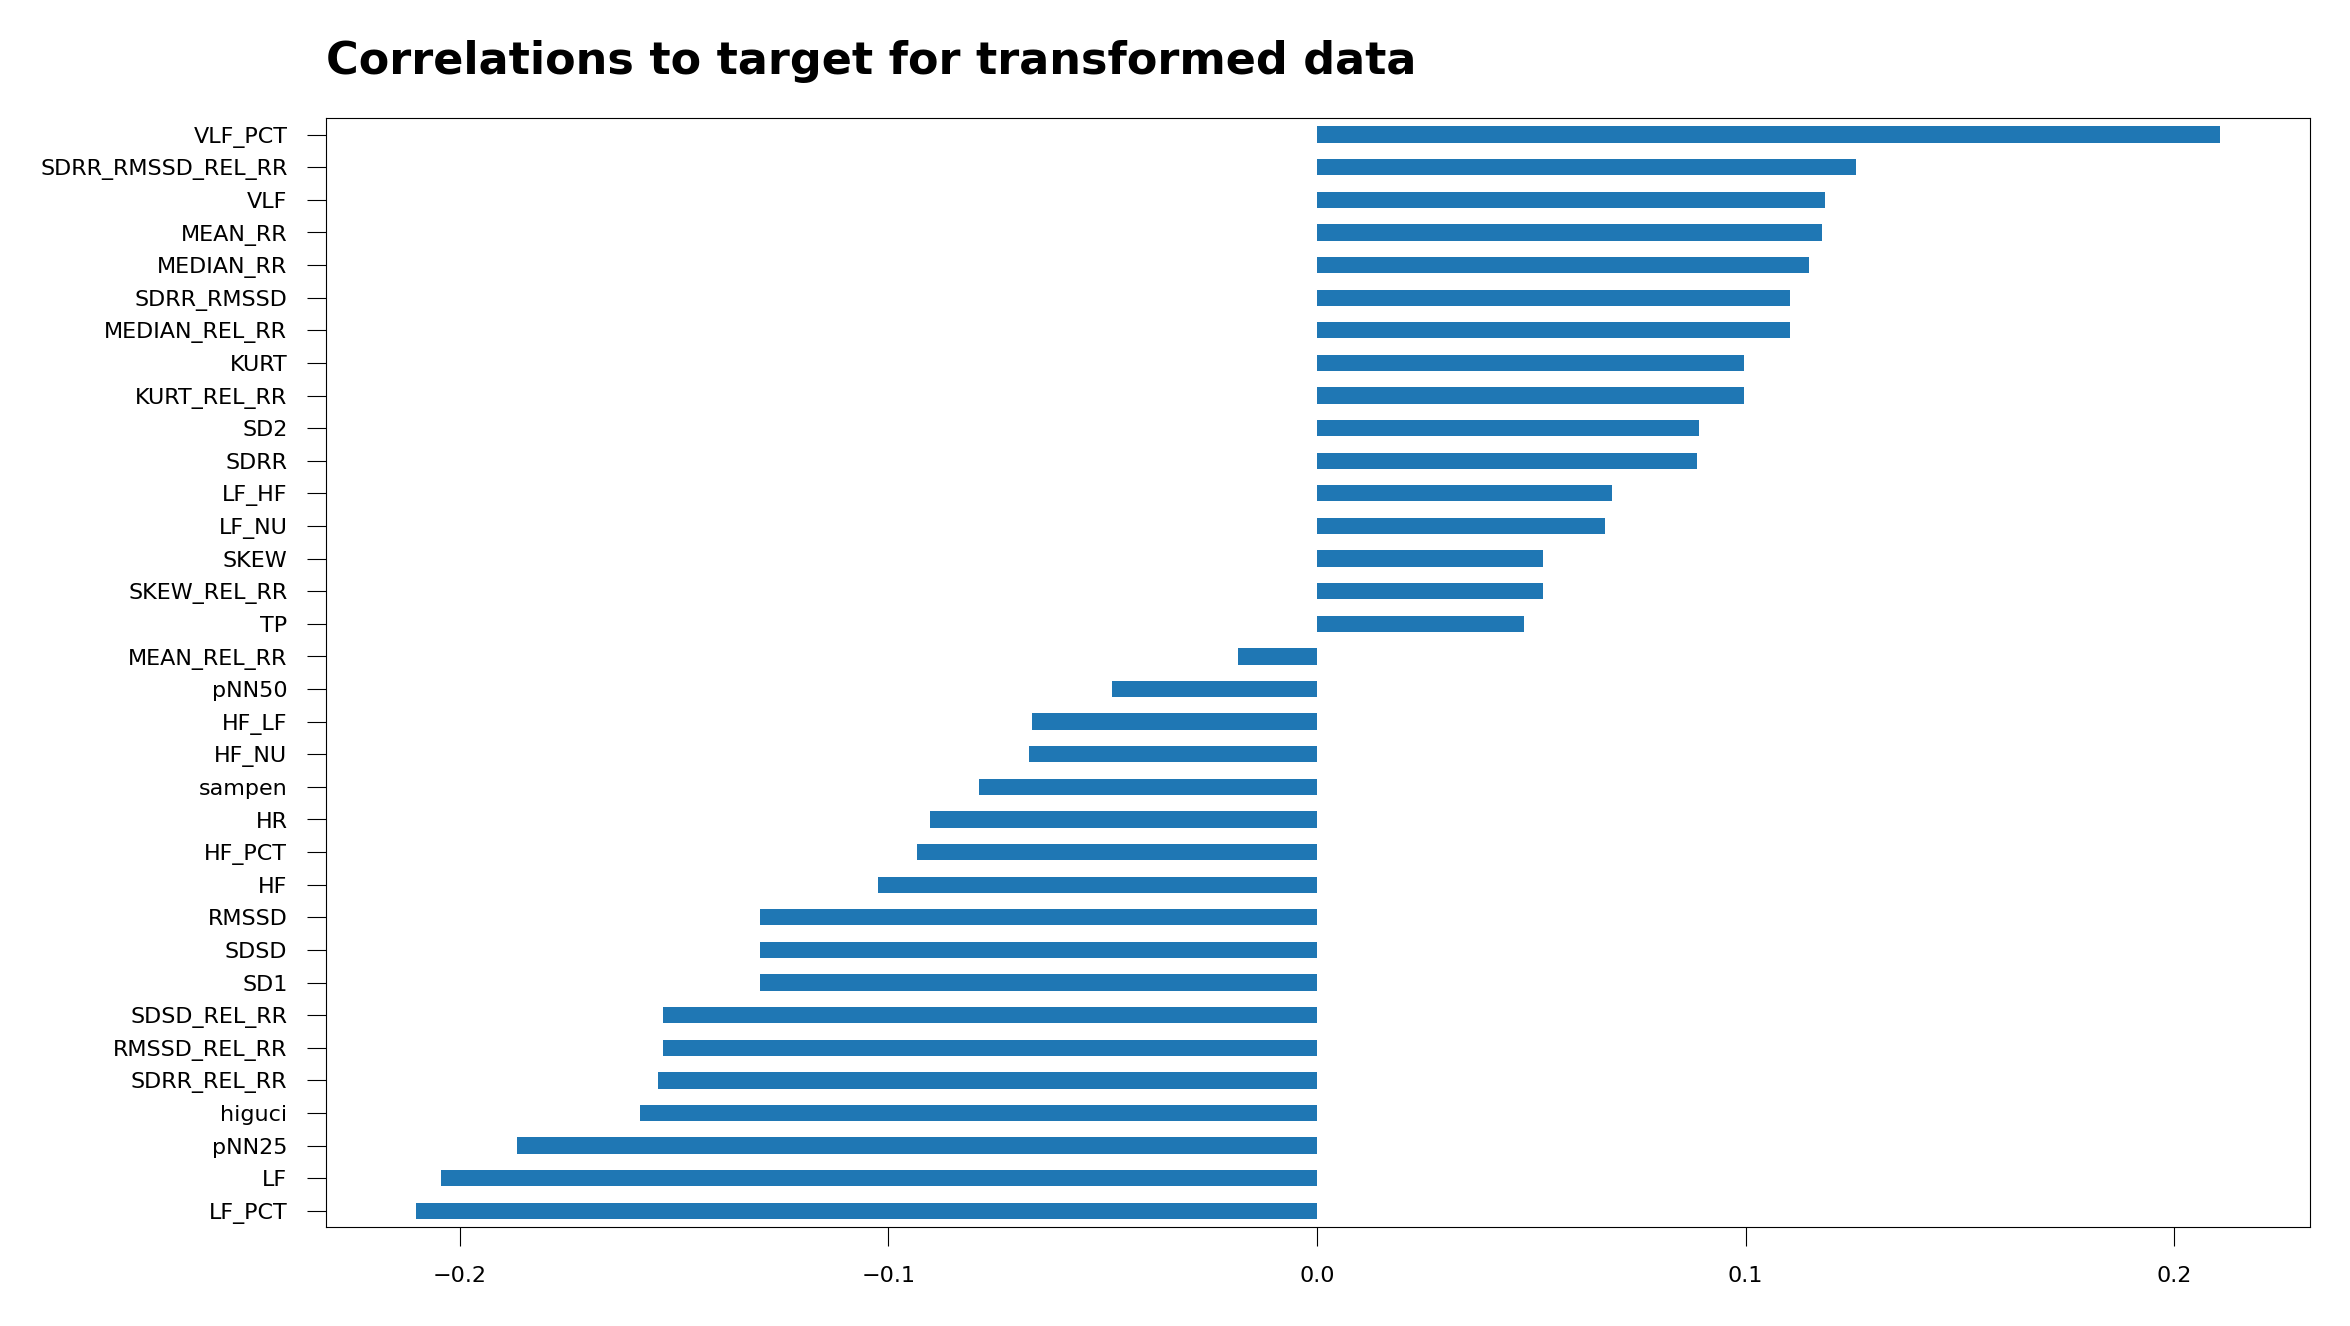 Correlations to target for transformed data
VLF_PCT
SDRR_RMSSD_REL_RR
VLF
MEAN_RR
MEDIAN_RR
SDRR_RMSSD
MEDIAN_REL_RR
KURT
KURT_REL_RR
SD2
SDRR
LF_HF
LF_NU
SKEW
SKEW_REL_RR
TP
MEAN_REL_RR
pNN50
HF_LF
HF_NU
sampen
HR
HF_PCT
HF
RMSSD
SDSD
SD1
SDSD_REL_RR
RMSSD_REL_RR
SDRR_REL_RR
higuci
pNN25
LF
LF_PCT
−0.2 −0.1 0.0 0.1 0.2